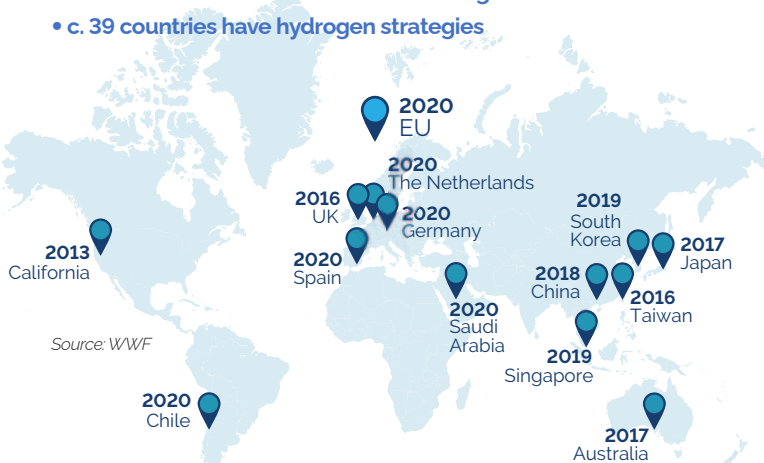 • c. 39 countries have hydrogen strategies
2020
EU
2020
The Netherlands
2016
UK
2020
Germany
2019
South
Korea
2017
Japan
2013
California
2020
Spain
2018
China
2016
Taiwan
2020
Saudi
Arabia
2019
Singapore
Source: WWF
2020
Chile
2017
Australia